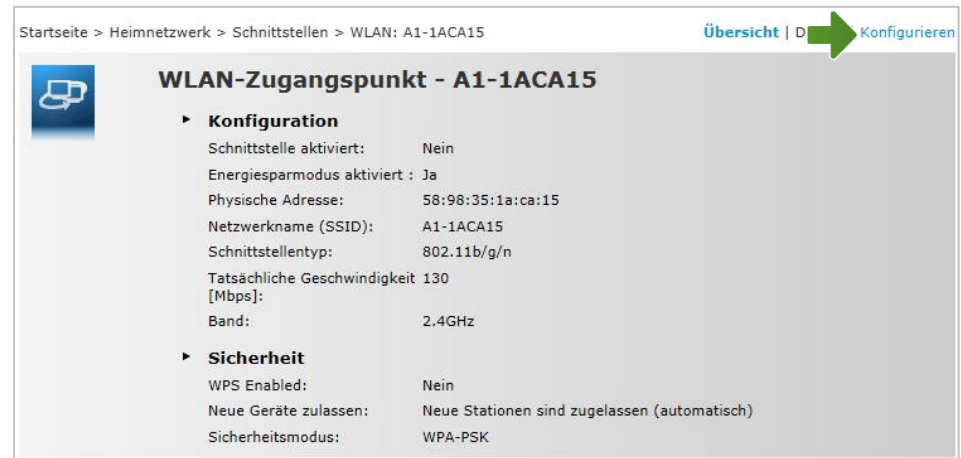 Startseite > Heimnetzwerk > Schnittstellen > WLAN: A1-1ACA15 Übersicht | D Konfigurieren
WLAN-Zugangspunkt - A1-1ACA15
Konfiguration
Schnittstelle aktiviert: Nein
Energiesparmodus aktiviert : Ja
Physische Adresse: 58:98:35:1a:ca:15
Netzwerkname (SSID): A1-1ACA15
Schnittstellentyp: 802.11b/g/n
Tatsächliche Geschwindigkeit 130
[Mbps]:
Band: 2.4GHz
Sicherheit
WPS Enabled: Nein
Neue Geräte zulassen: Neue Stationen sind zugelassen (automatisch)
Sicherheitsmodus: WPA-PSK